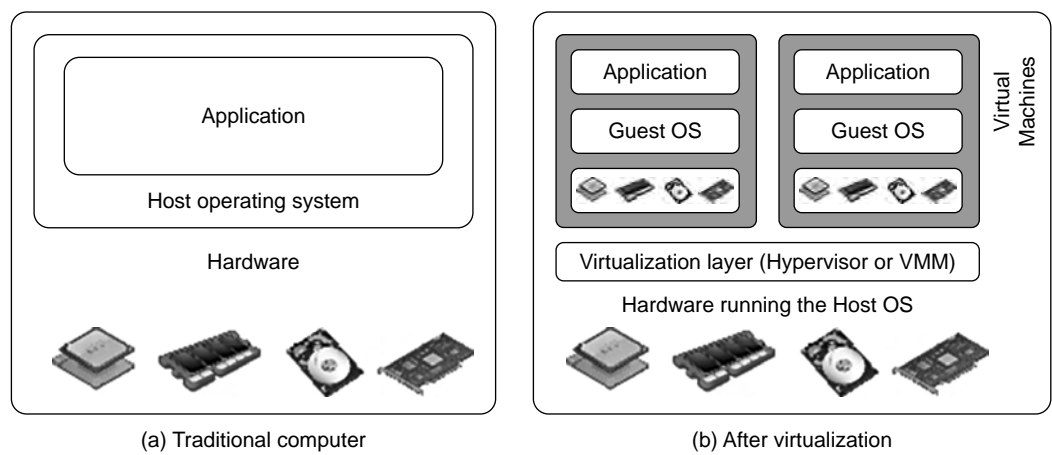 Application
Host operating system
Hardware
(a) Traditional computer
Application
Guest OS
Application
Guest OS
Virtual
Machines
Virtualization layer (Hypervisor or VMM)
Hardware running the Host OS
(b) After virtualization